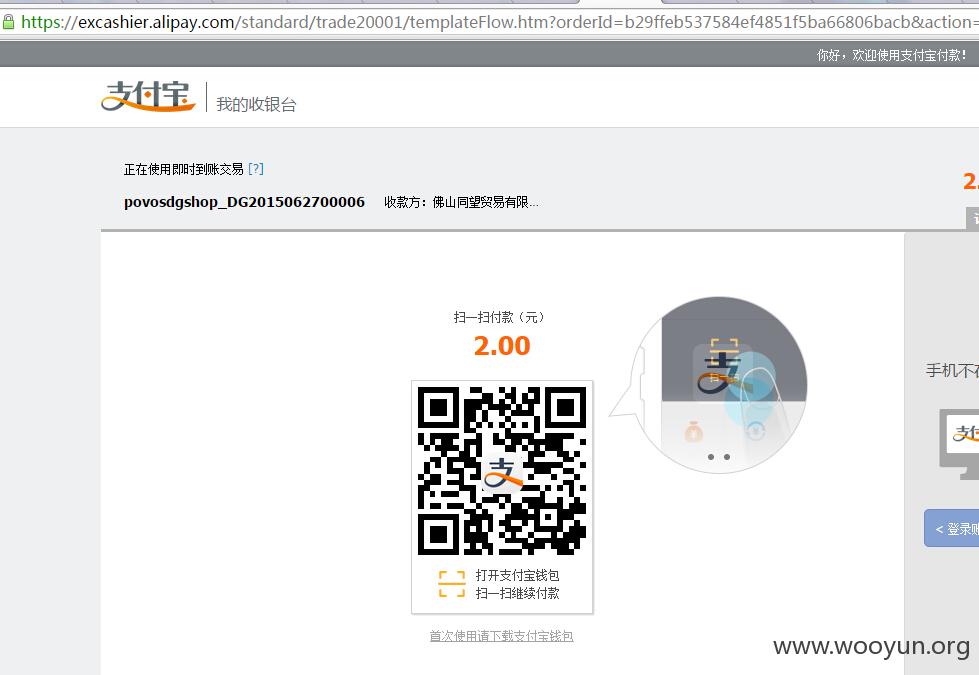 https://excashier.alipay.com/standard/trade20001/templateFlow.htm?orderId=b29ffeb537584ef4851f5ba66806bacb&action=
你好，欢迎使用支付宝付款！
支付宝 我的收银台
正在使用即时到账交易 [?]
povosdgshop_DG2015062700006 收款方：佛山同望贸易有限...
2.
扫一扫付款（元）
2.00
支
支
手机不在
支
打开支付宝钱包
扫一扫继续付款
< 登录账
首次使用请下载支付宝钱包
www.wooyun.org